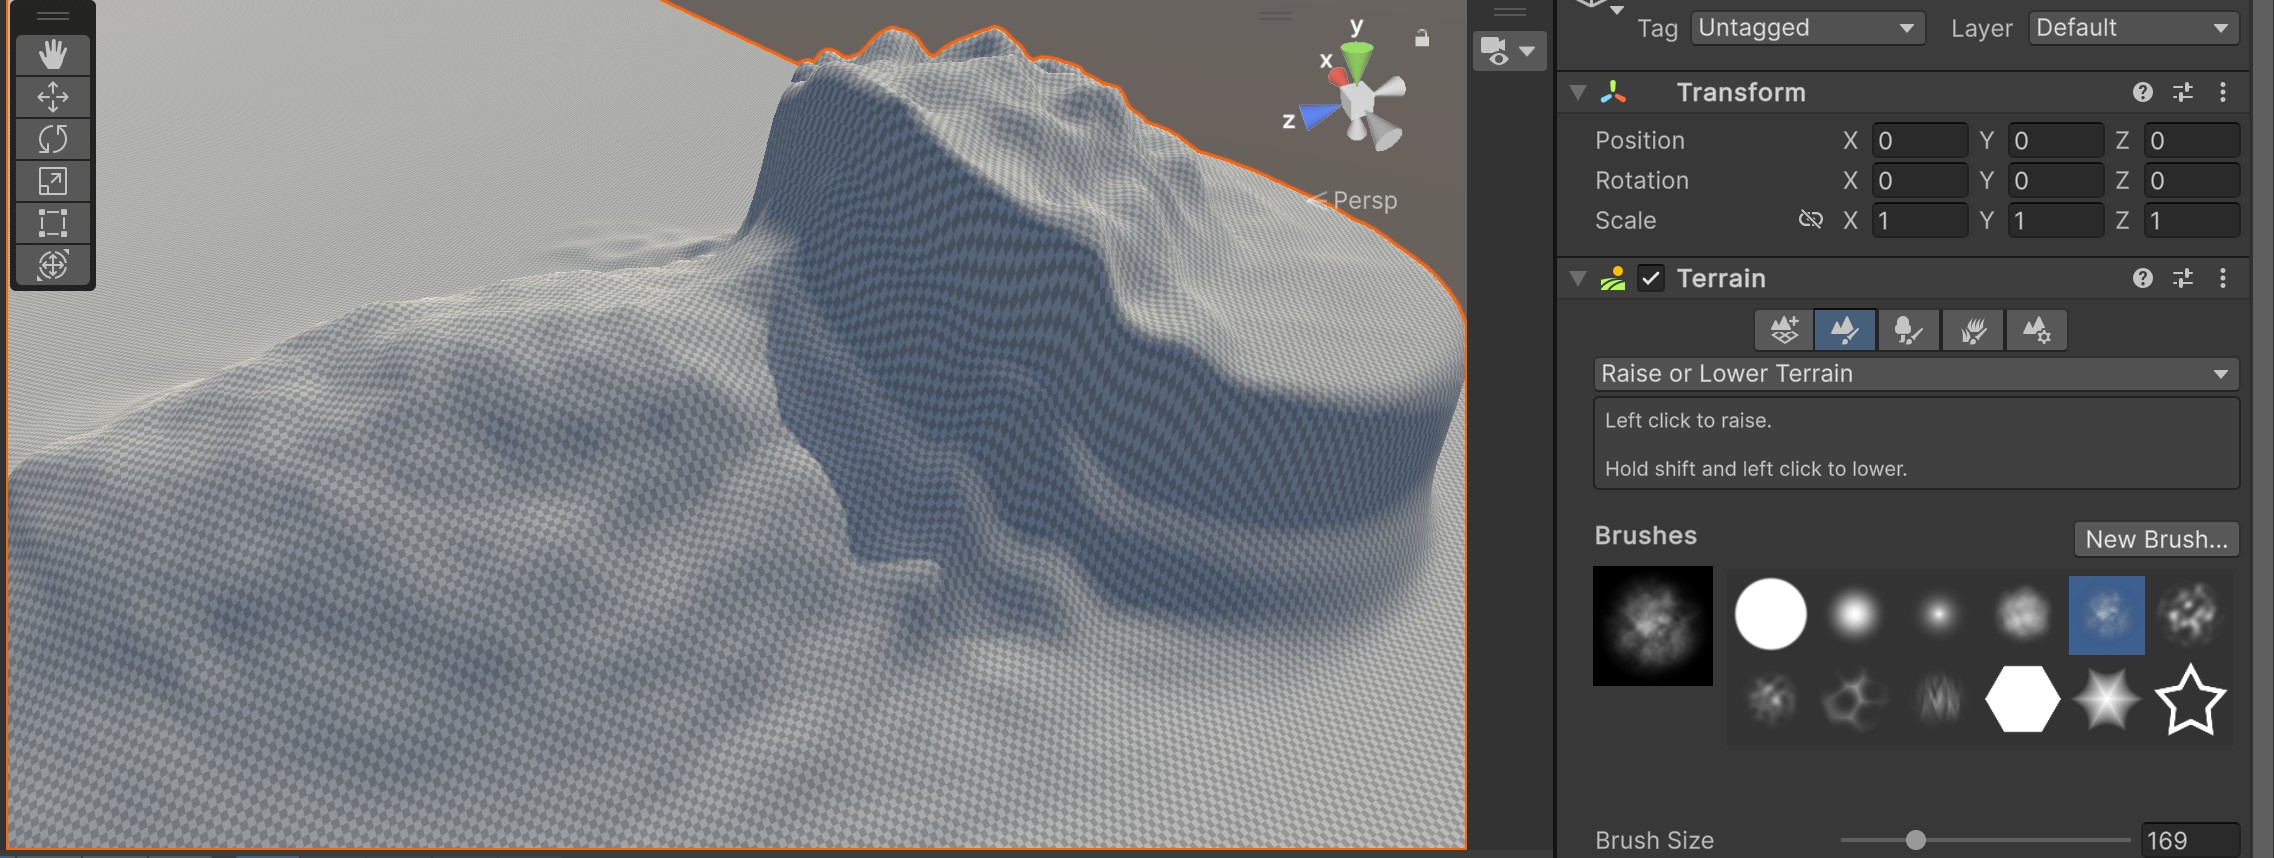 y
x
z
Persp
Tag Untagged Layer Default
Transform
Position X 0 Y 0 Z 0
Rotation X 0 Y 0 Z 0
Scale X 1 Y 1 Z 1
Terrain
Raise or Lower Terrain
Left click to raise.
Hold shift and left click to lower.
Brushes New Brush...
Brush Size 169